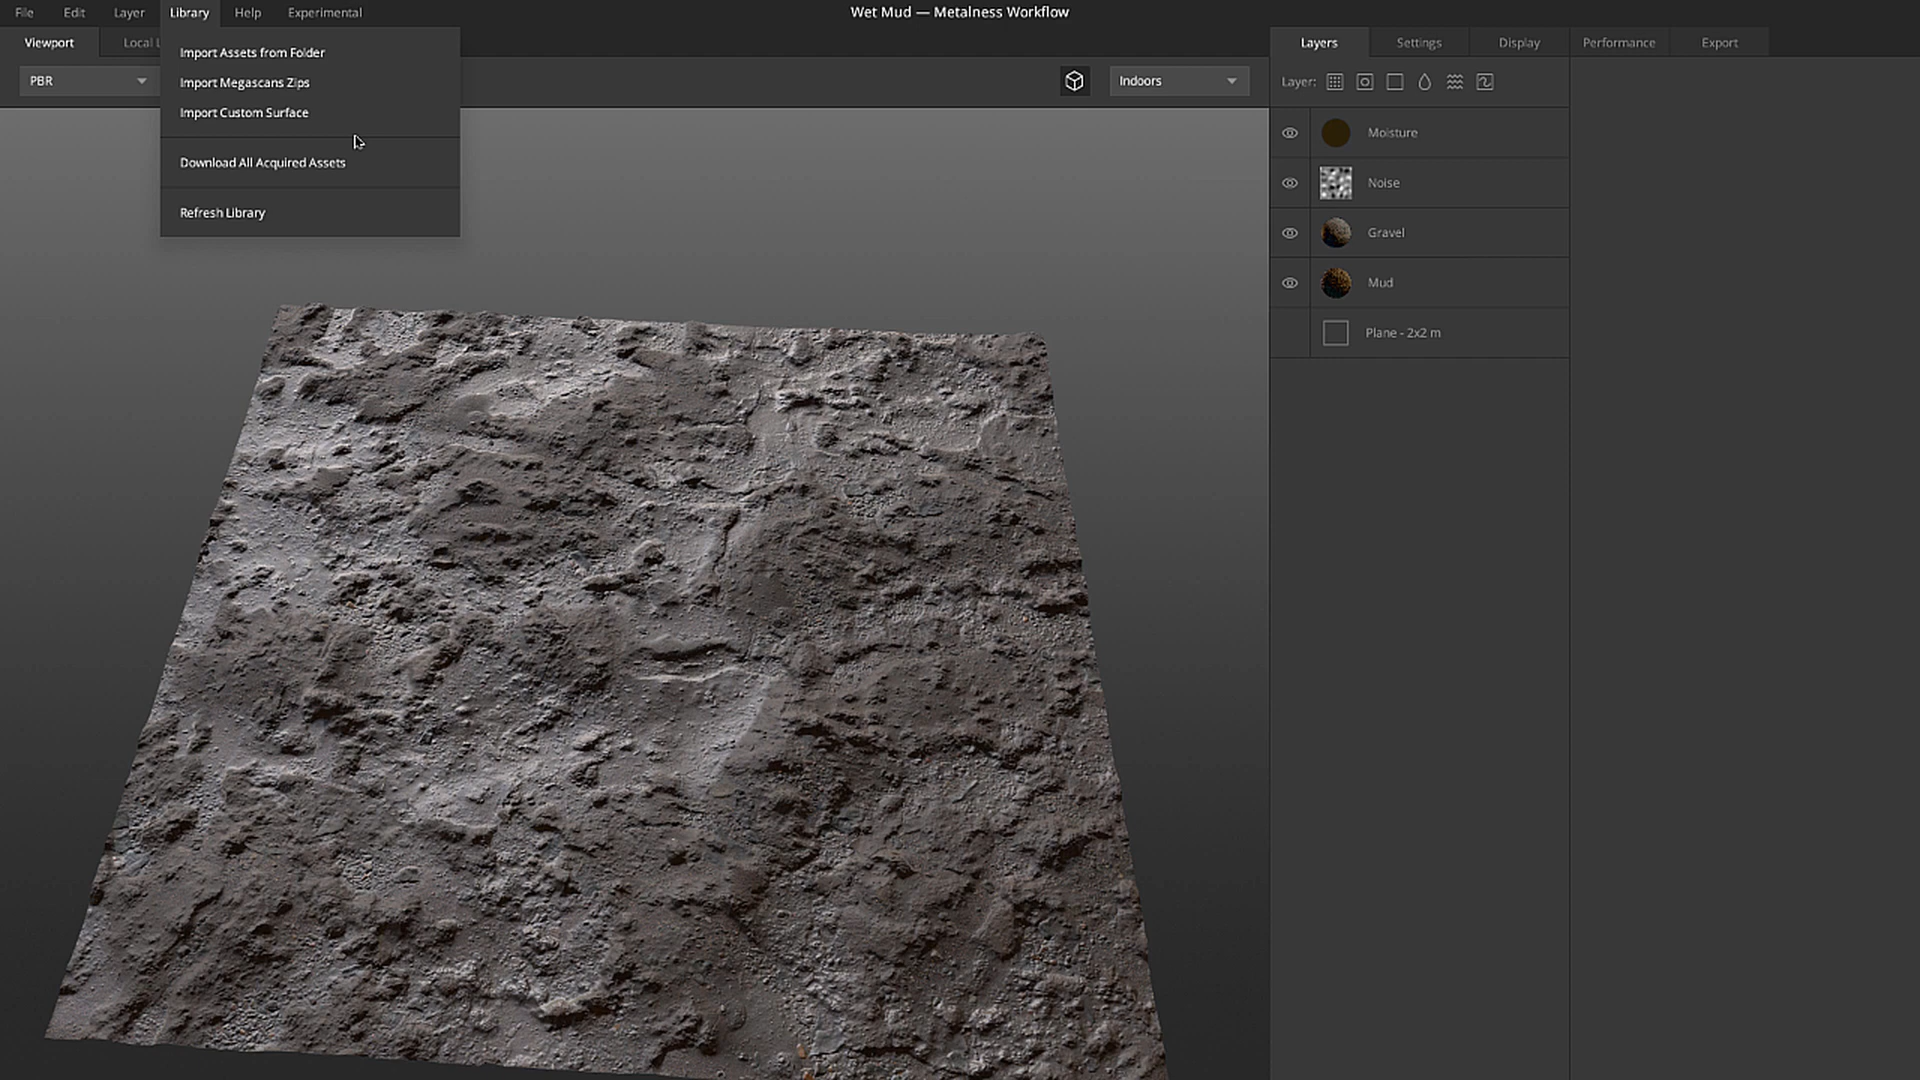 File Edit Layer Library Help Experimental
Wet Mud — Metalness Workflow
Viewport Local L
Import Assets from Folder
Import Megascans Zips
Import Custom Surface
Download All Acquired Assets
Refresh Library
PBR
Indoors
Layers Settings Display Performance Export
Layer:
Moisture
Noise
Gravel
Mud
Plane - 2x2 m